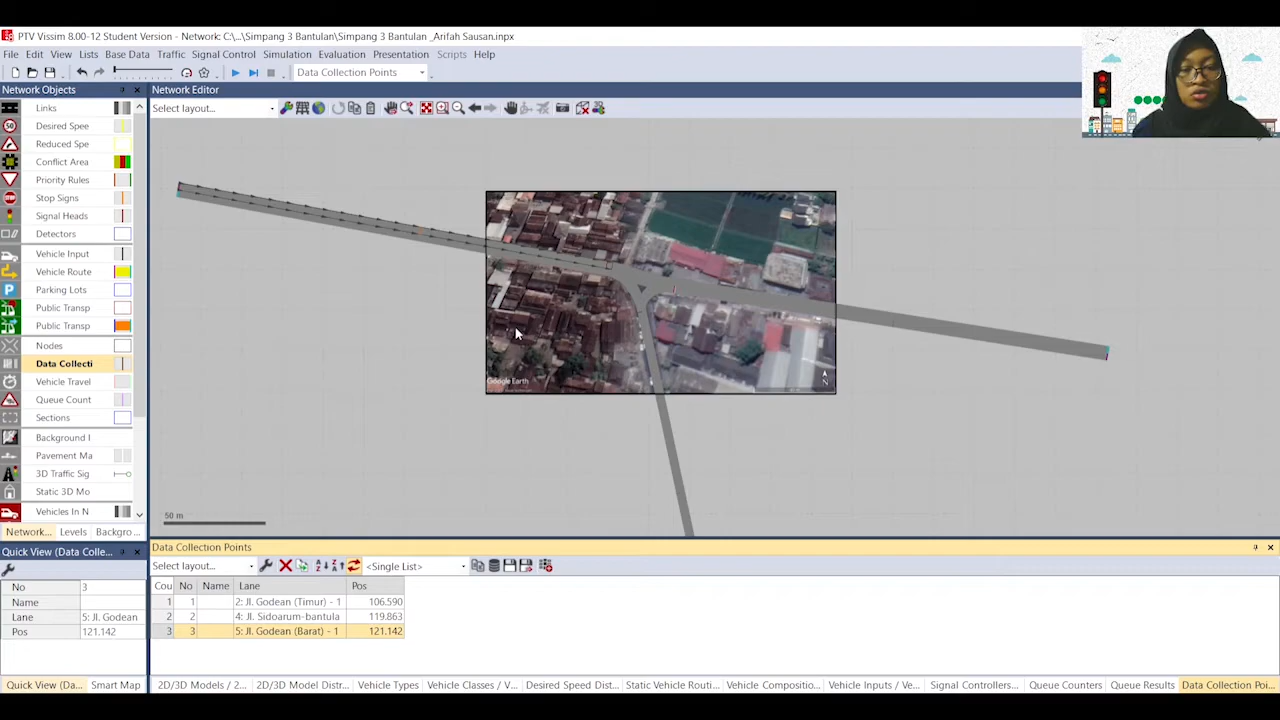 PTV Vissim 8.00-12 Student Version - Network: C:\...\Simpang 3 Bantulan\Simpang 3 Bantulan _Arifah Sausan.inpx
File Edit View Lists Base Data Traffic Signal Control Simulation Evaluation Presentation Scripts Help
Data Collection Points
Network Objects
Network Editor
Select layout...
Links
Desired Spee
Reduced Spe
Conflict Area
Priority Rules
Stop Signs
Signal Heads
Detectors
Vehicle Input
Vehicle Route
Parking Lots
Public Transp
Public Transp
Nodes
Data Collecti
Vehicle Travel
Queue Count
Sections
Background I
Pavement Ma
3D Traffic Sig
Static 3D Mo
Vehicles In N
Network... Levels Backgro...
Google Earth
N
50 m
Quick View (Data Colle...
No 3
Name
Lane 5: Jl. Godean
Pos 121.142
Quick View (Da... Smart Map
Data Collection Points
Select layout... <Single List>
Cou No Name Lane Pos
1 1 2: Jl. Godean (Timur) - 1 106.590
2 2 4: Jl. Sidoarum-bantula 119.863
3 3 5: Jl. Godean (Barat) - 1 121.142
2D/3D Models / 2... 2D/3D Model Distr... Vehicle Types Vehicle Classes / V... Desired Speed Dist... Static Vehicle Routi... Vehicle Compositio... Vehicle Inputs / Ve... Signal Controllers... Queue Counters Queue Results Data Collection Poi...